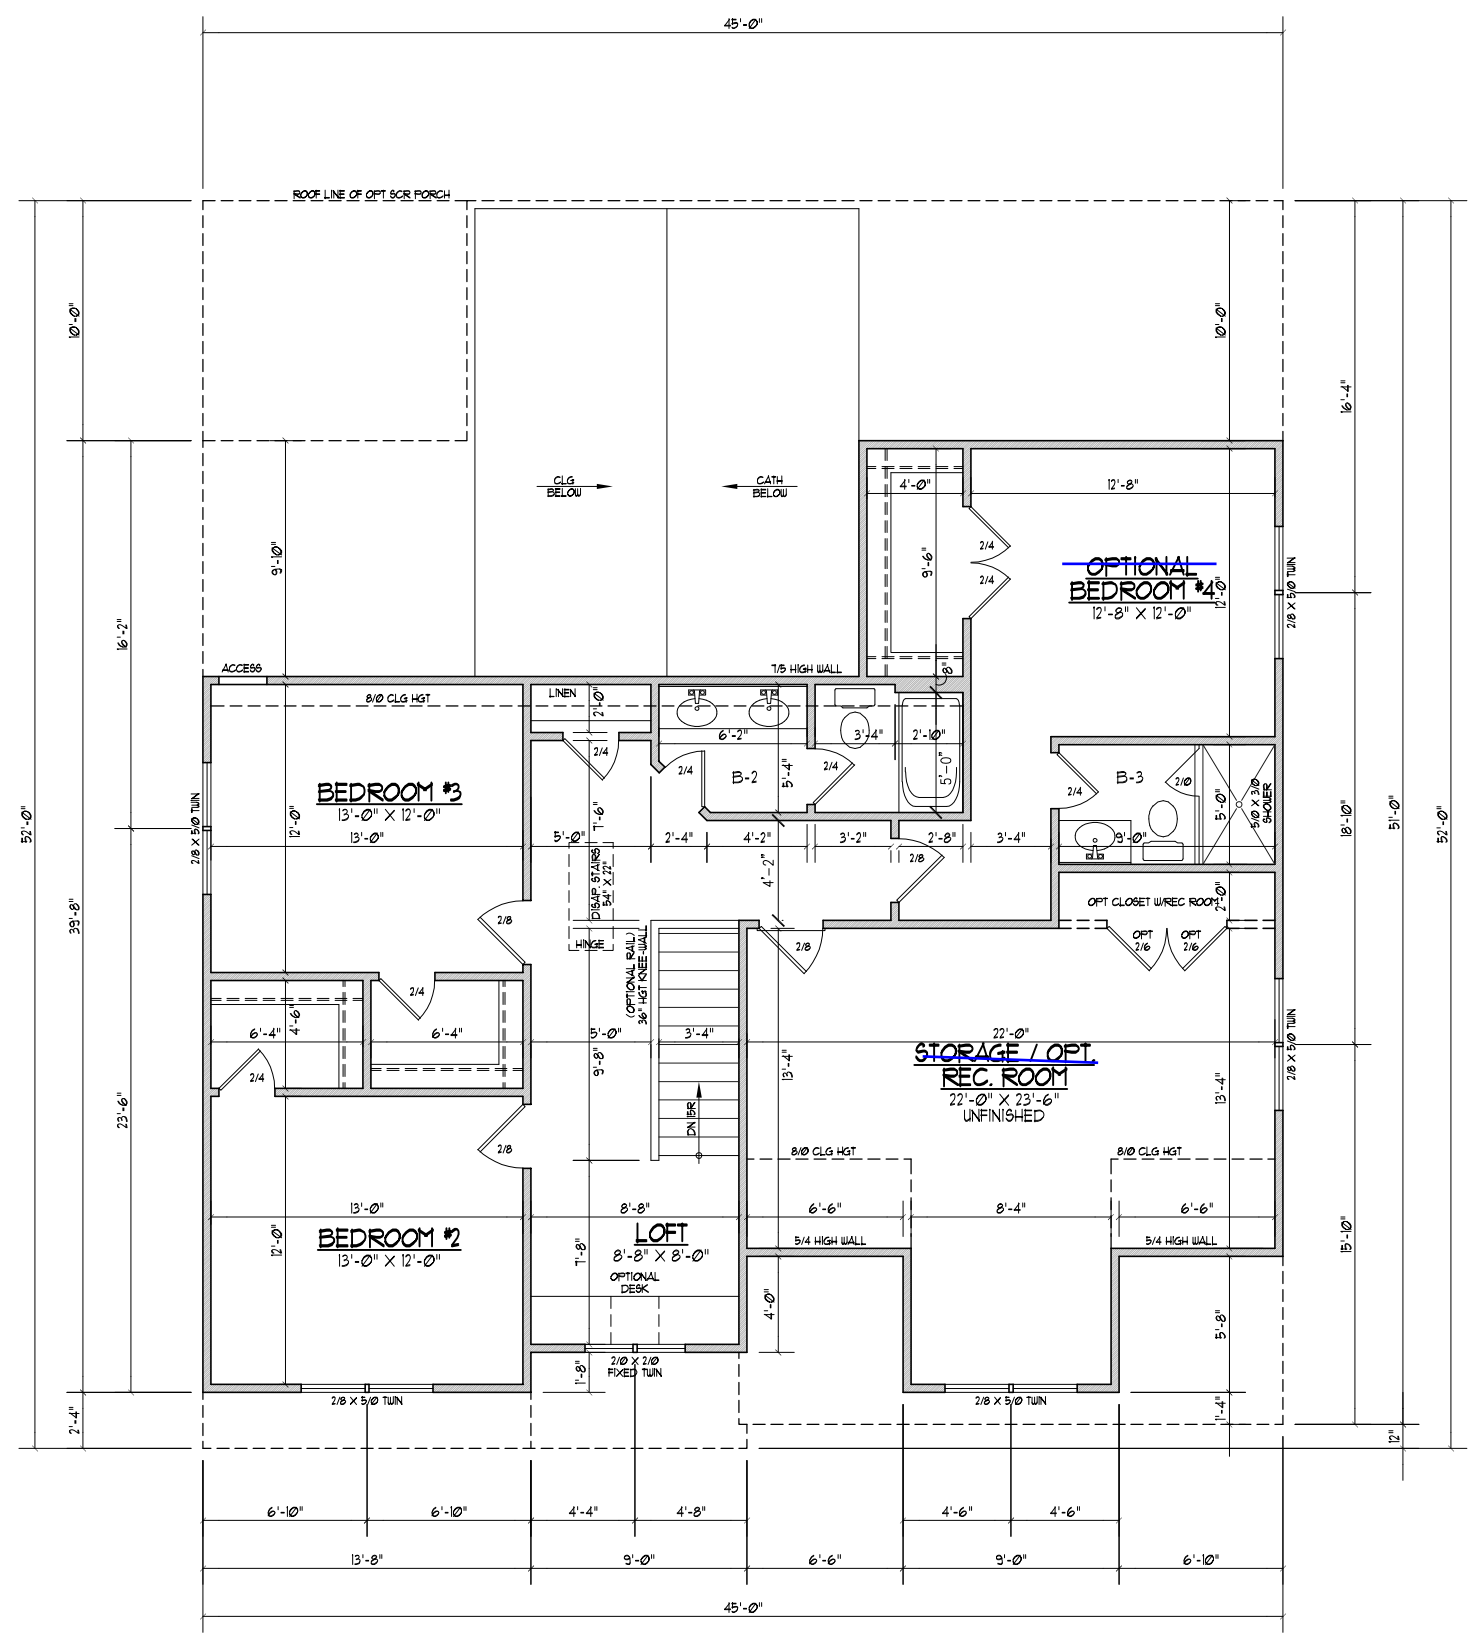 45'-0"
ROOF LINE OF OPT SCR PORCH
10'-0"
10'-0"
16'-4"
CLG
BELOW
CATH
BELOW
4'-0"
12'-8"
9'-10"
9'-6"
2/4
2/4
OPTIONAL
BEDROOM #4
12'-8" X 12'-0"
12'-0"
2/8 X 5/0 TWIN
16'-2"
ACCESS
7/5 HIGH WALL
8"
8/0 CLG HGT
LINEN
2'-0"
2/4
6'-2"
3'-4"
2'-10"
2/4
B-2
5'-4"
2/4
5'-0"
B-3
2/4
2/0
5'-0"
5/0 X 3/0
SHOWER
BEDROOM #3
13'-0" X 12'-0"
12'-0"
2/8 X 5/0 TWIN
52'-0"
18'-10"
51'-0"
52'-0"
13'-0"
5'-0"
7'-6"
2'-4"
4'-2"
3'-2"
2'-8"
3'-4"
9'-0"
2/8
4'-2"
DISAP. STAIRS
54" X 22"
HINGE
39'-8"
2/8
OPT CLOSET W/REC ROOM
2'-0"
OPT
2/6
OPT
2/6
2/8
(OPTIONAL RAIL)
36" HGT KNEE-WALL
2/4
4'-6"
6'-4"
6'-4"
5'-0"
3'-4"
22'-0"
2/8 X 5/0 TWIN
STORAGE / OPT.
REC. ROOM
22'-0" X 23'-6"
UNFINISHED
9'-8"
13'-4"
13'-4"
2/4
23'-6"
DN 15R
2/8
8/0 CLG HGT
8/0 CLG HGT
13'-0"
8'-8"
6'-6"
8'-4"
6'-6"
BEDROOM #2
13'-0" X 12'-0"
12'-0"
LOFT
8'-8" X 8'-0"
7'-8"
5/4 HIGH WALL
5/4 HIGH WALL
15'-10"
OPTIONAL
DESK
4'-0"
5'-8"
2/0 X 2/0
FIXED TWIN
1'-8"
2/8 X 5/0 TWIN
2/8 X 5/0 TWIN
2'-4"
1'-4"
12"
6'-10"
6'-10"
4'-4"
4'-8"
4'-6"
4'-6"
13'-8"
9'-0"
6'-6"
9'-0"
6'-10"
45'-0"